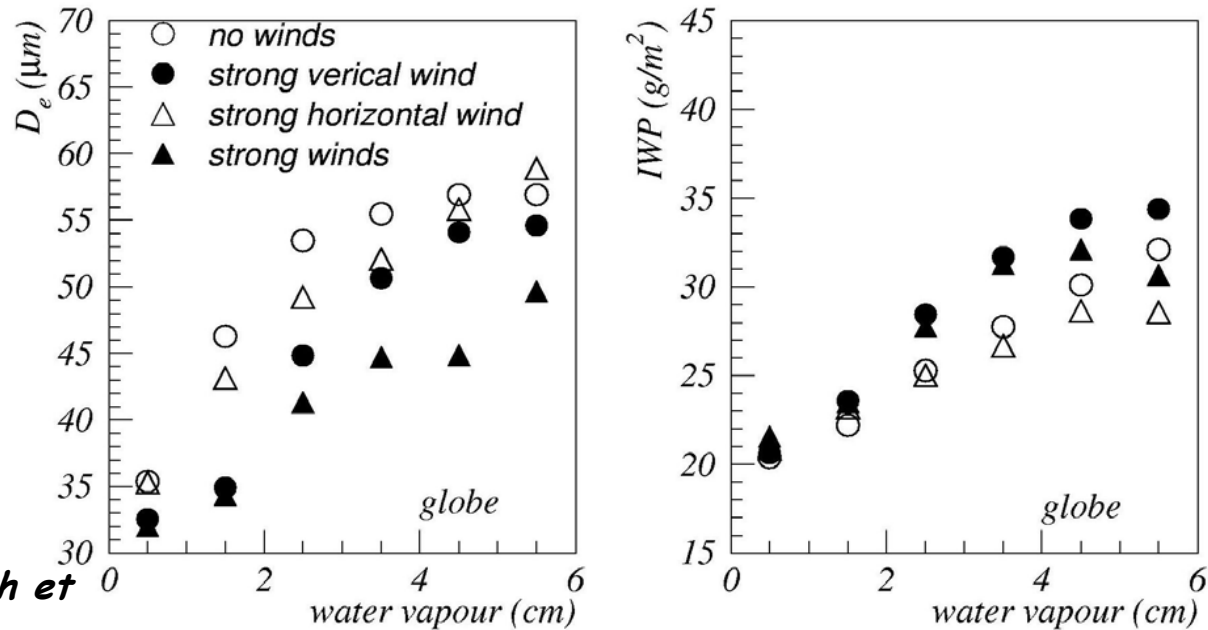 D_e (μm)
70
65
60
55
50
45
40
35
30
no winds
strong verical wind
strong horizontal wind
strong winds
globe
0
2
4
6
water vapour (cm)
h et
IWP (g/m²)
45
40
35
30
25
20
15
globe
0
2
4
6
water vapour (cm)